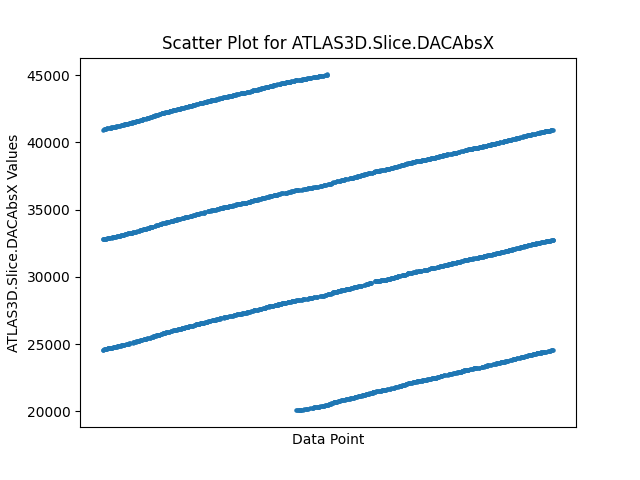 Scatter Plot for ATLAS3D.Slice.DACAbsX
45000
40000
35000
30000
25000
20000
ATLAS3D.Slice.DACAbsX Values
Data Point